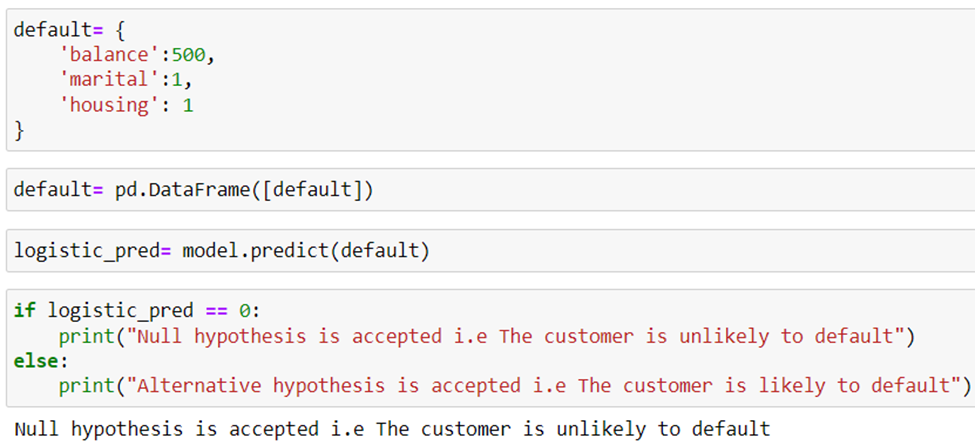 default= {
    'balance':500,
    'marital':1,
    'housing': 1
}
default= pd.DataFrame([default])
logistic_pred= model.predict(default)
if logistic_pred == 0:
    print("Null hypothesis is accepted i.e The customer is unlikely to default")
else:
    print("Alternative hypothesis is accepted i.e The customer is likely to default")
Null hypothesis is accepted i.e The customer is unlikely to default